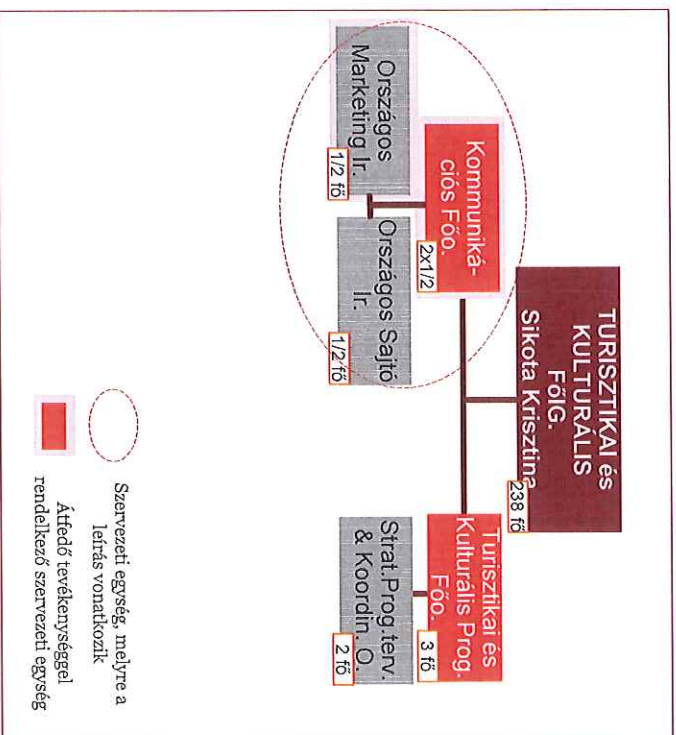 TURISZTIKAI és
KULTURÁLIS
FőIG.
Sikota Krisztina
238 fő
Kommuniká-
ciós Főo.
2x1/2
Országos
Marketing Ir.
1/2 fő
Országos Sajtó
Ir.
1/2 fő
Turisztikai és
Kulturális Prog.
Főo.
3 fő
Strat.Prog.terv.
& Koordin. O.
2 fő
Szervezeti egység, melyre a
leírás vonatkozik
Átfedő tevékenységgel
rendelkező szervezeti egység